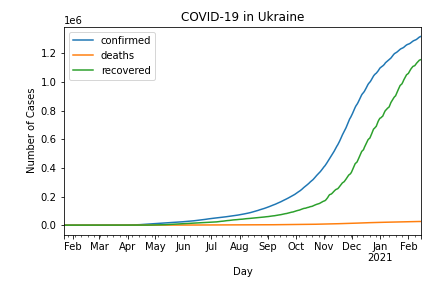 COVID-19 in Ukraine
1e6
confirmed
deaths
recovered
Number of Cases
1.2
1.0
0.8
0.6
0.4
0.2
0.0
Feb Mar Apr May Jun Jul Aug Sep Oct Nov Dec Jan Feb
2021
Day